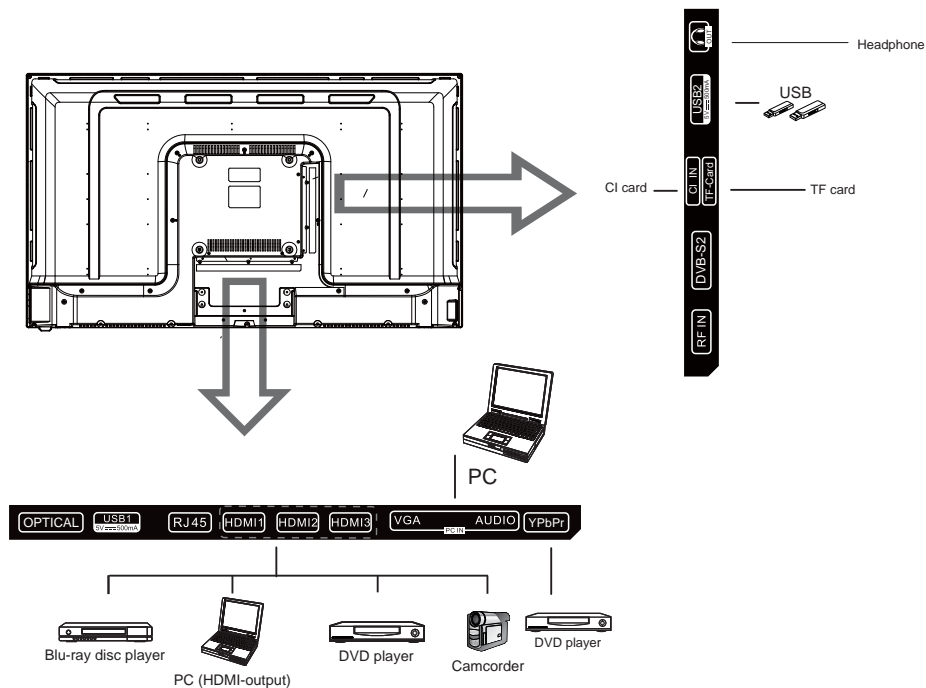 OUT
Headphone
USB2
5V⎓500mA
USB
CI card
CI IN
TF-Card
TF card
DVB-S2
RF IN
PC
OPTICAL
USB1
5V⎓500mA
RJ45
HDMI1
HDMI2
HDMI3
VGA
AUDIO
PC IN
YPbPr
Blu-ray disc player
PC (HDMI-output)
DVD player
Camcorder
DVD player